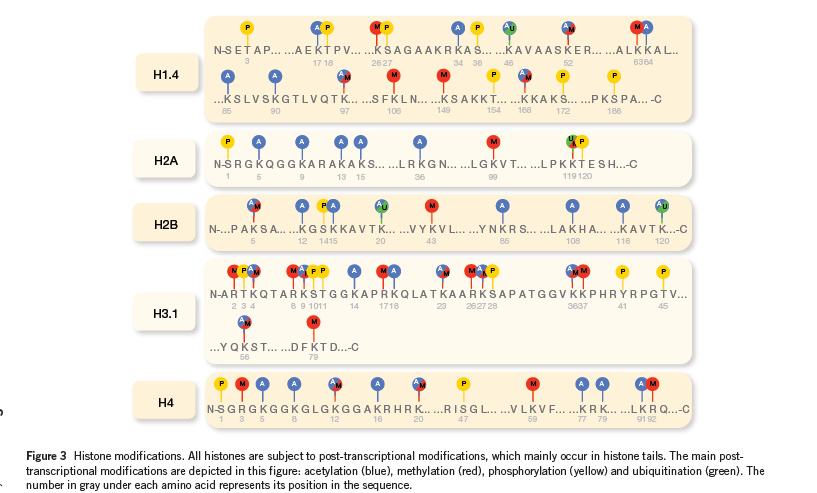 P A P M P A P A U A M M A
N-SETAP... ...AEKTPV... ...KSAGAAKRKAS... ...KAVAASKER... ...ALKKAL...
3 17 18 26 27 34 36 46 52 63 64
H1.4
A A A M M M P A M P P
...KSLVSKGTLVQTK... ...SFKLN... ...KSAKKT... ...KKAKS... ...PKSPA... -C
85 90 97 106 149 154 168 172 186
P A A A A A M U M P
H2A
N-SRGKQGGKARAKAKS... ...LRKGN... ...LGKVT... ...LPKKTESH...-C
1 5 9 13 15 36 99 119 120
A M A P A A U M A A A A U
H2B
N-...PAKSA... ...KGSKKAVTK... ...VYKVL... ...YNKRS... ...LAKHA... ...KAVTK...-C
5 12 14 15 20 43 85 108 116 120
M P A M M A M P P A M A A M M A M P A M M P P
N-ARTKQTARKSTGGKAPRKQLATKAARKSAPATGGVKKPHRYRPGTV...
2 3 4 8 9 10 11 14 17 18 23 26 27 28 36 37 41 45
H3.1
A M M
...YQKST... ...DFKTD...-C
56 79
P M A A A M A A M P M A A A M
H4
N-SGRGKGGKGLGKGGAKRHRK... ...RISGL... ...VLKVF... ...KRK... ...LKRQ...-C
1 3 5 8 12 16 20 47 59 77 79 91 92
Figure 3 Histone modifications. All histones are subject to post-transcriptional modifications, which mainly occur in histone tails. The main post-
transcriptional modifications are depicted in this figure: acetylation (blue), methylation (red), phosphorylation (yellow) and ubiquitination (green). The
number in gray under each amino acid represents its position in the sequence.